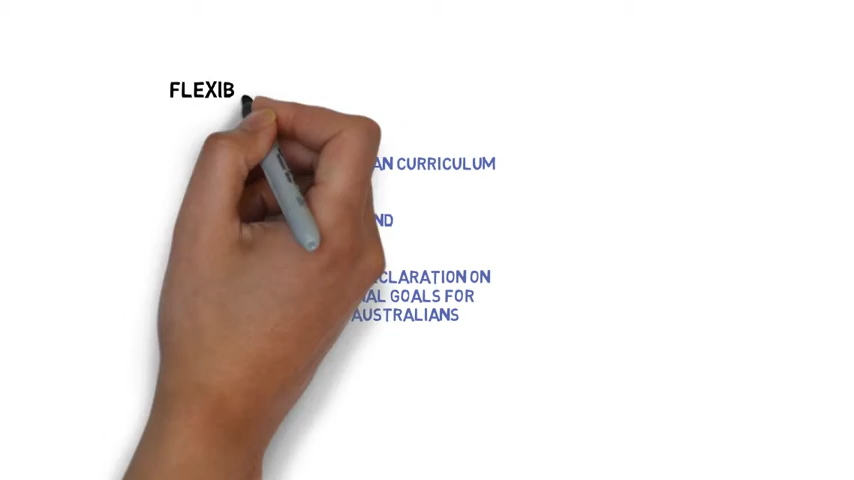 FLEXIB
AN CURRICULUM
ND
CLARATION ON
AL GOALS FOR
AUSTRALIANS